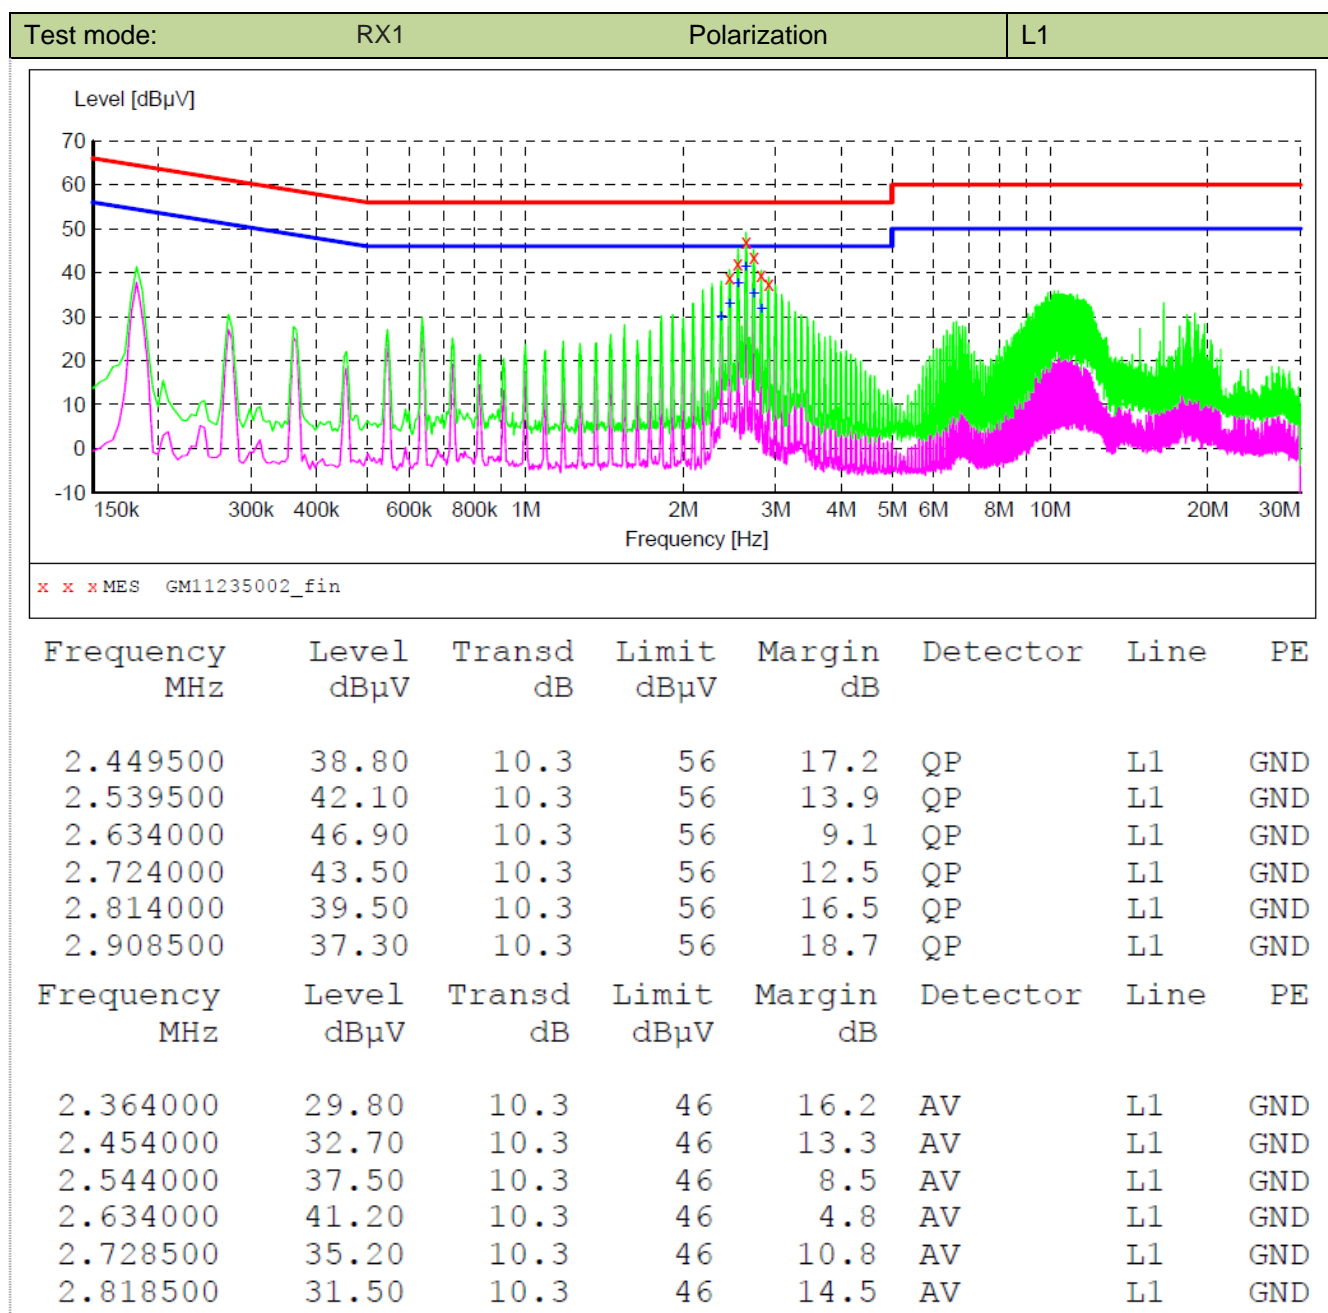 Test mode: RX1 Polarization L1
Level [dBµV]
70
60
50
40
30
20
10
0
-10
150k 300k 400k 600k 800k 1M 2M 3M 4M 5M 6M 8M 10M 20M 30M
Frequency [Hz]
x x x MES GM11235002_fin
Frequency Level Transd Limit Margin Detector Line PE
MHz dBµV dB dBµV dB
2.449500 38.80 10.3 56 17.2 QP L1 GND
2.539500 42.10 10.3 56 13.9 QP L1 GND
2.634000 46.90 10.3 56 9.1 QP L1 GND
2.724000 43.50 10.3 56 12.5 QP L1 GND
2.814000 39.50 10.3 56 16.5 QP L1 GND
2.908500 37.30 10.3 56 18.7 QP L1 GND
Frequency Level Transd Limit Margin Detector Line PE
MHz dBµV dB dBµV dB
2.364000 29.80 10.3 46 16.2 AV L1 GND
2.454000 32.70 10.3 46 13.3 AV L1 GND
2.544000 37.50 10.3 46 8.5 AV L1 GND
2.634000 41.20 10.3 46 4.8 AV L1 GND
2.728500 35.20 10.3 46 10.8 AV L1 GND
2.818500 31.50 10.3 46 14.5 AV L1 GND